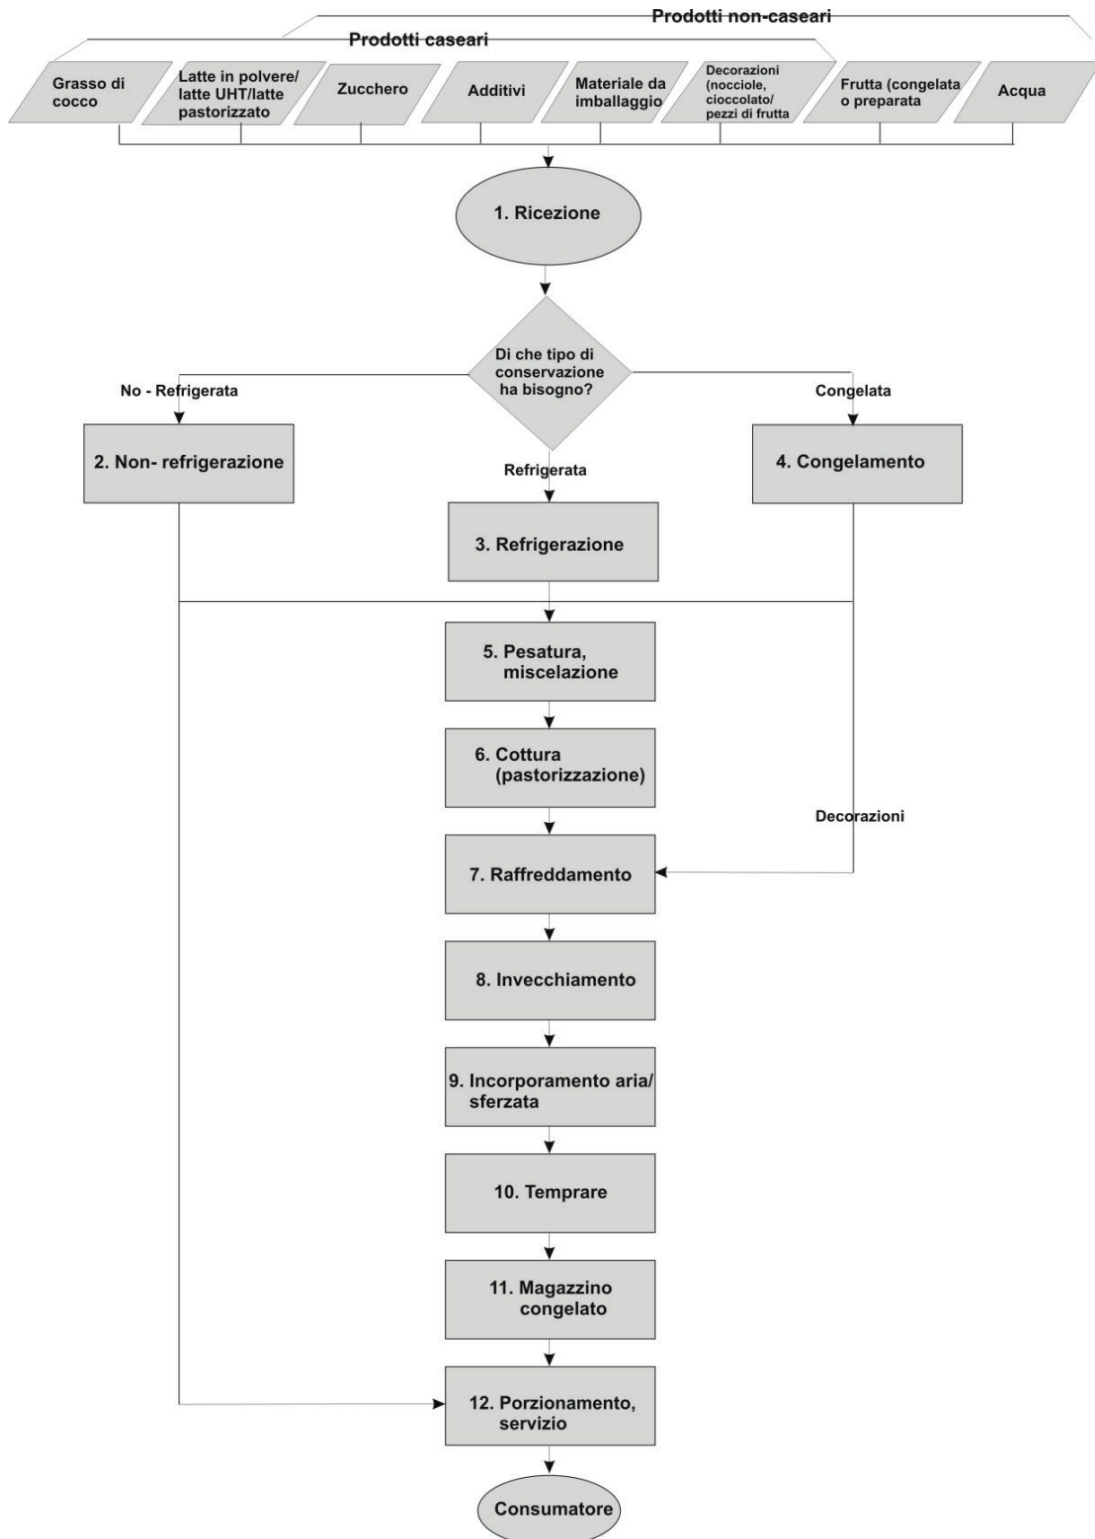 Prodotti non-caseari
Prodotti caseari
Grasso di
cocco
Latte in polvere/
latte UHT/latte
pastorizzato
Zucchero
Additivi
Materiale da
imballaggio
Decorazioni
(nocciole,
cioccolato/
pezzi di frutta
Frutta (congelata
o preparata
Acqua
1. Ricezione
Di che tipo di
conservazione
ha bisogno?
No - Refrigerata
Congelata
2. Non- refrigerazione
4. Congelamento
Refrigerata
3. Refrigerazione
5. Pesatura,
miscelazione
6. Cottura
(pastorizzazione)
Decorazioni
7. Raffreddamento
8. Invecchiamento
9. Incorporamento aria/
sferzata
10. Temprare
11. Magazzino
congelato
12. Porzionamento,
servizio
Consumatore